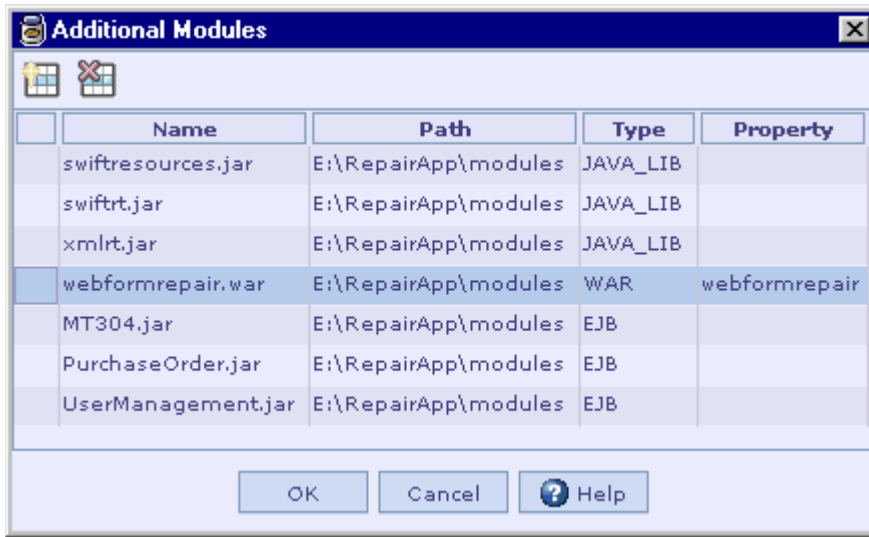 Additional Modules
Name Path Type Property
swiftresources.jar E:\RepairApp\modules JAVA_LIB
swiftrt.jar E:\RepairApp\modules JAVA_LIB
xmlrt.jar E:\RepairApp\modules JAVA_LIB
webformrepair.war E:\RepairApp\modules WAR webformrepair
MT304.jar E:\RepairApp\modules EJB
PurchaseOrder.jar E:\RepairApp\modules EJB
UserManagement.jar E:\RepairApp\modules EJB
OK Cancel Help